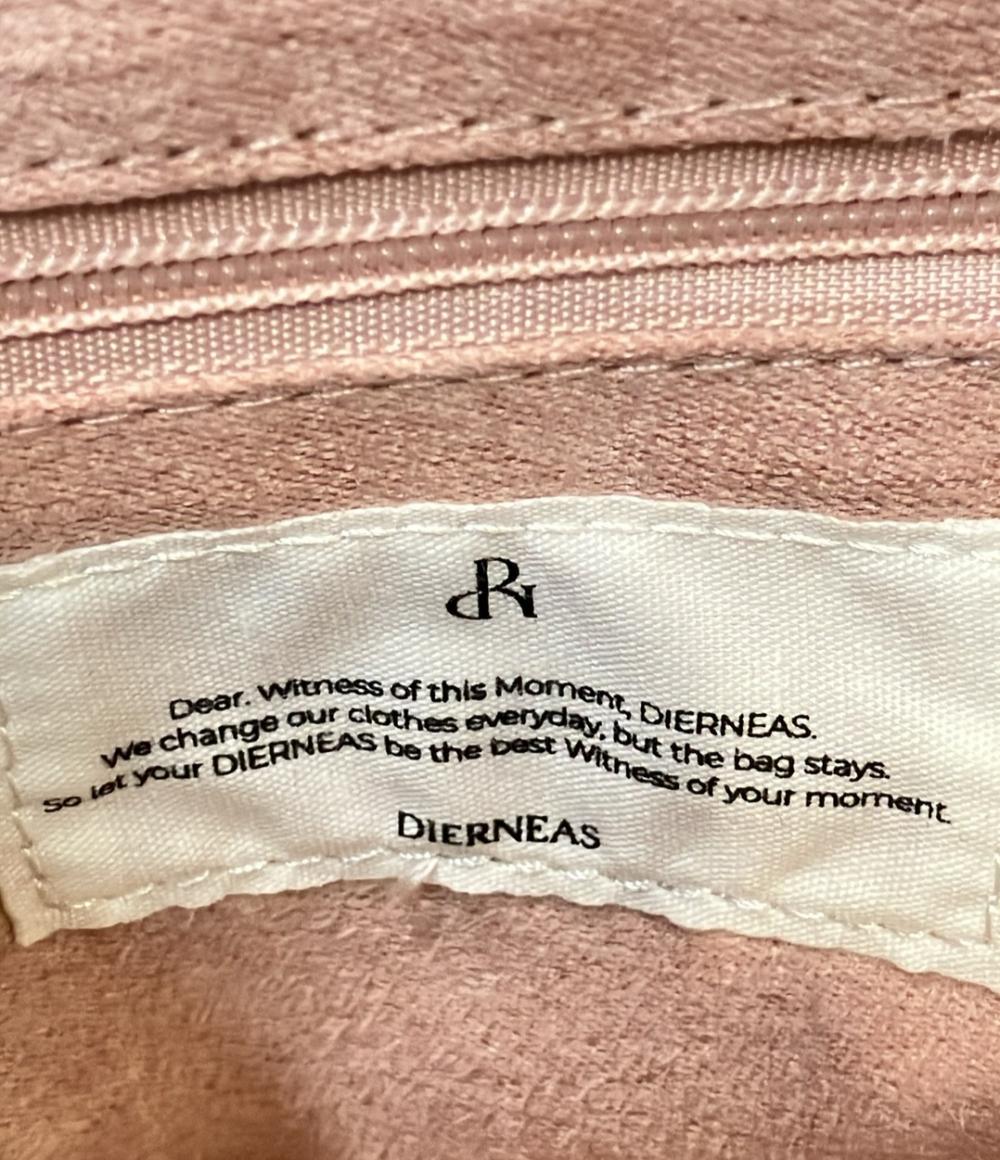 Dear. Witness of this Moment, DIERNEAS.
We change our clothes everyday, but the bag stays.
So let your DIERNEAS be the best Witness of your moment.
DIERNEAS